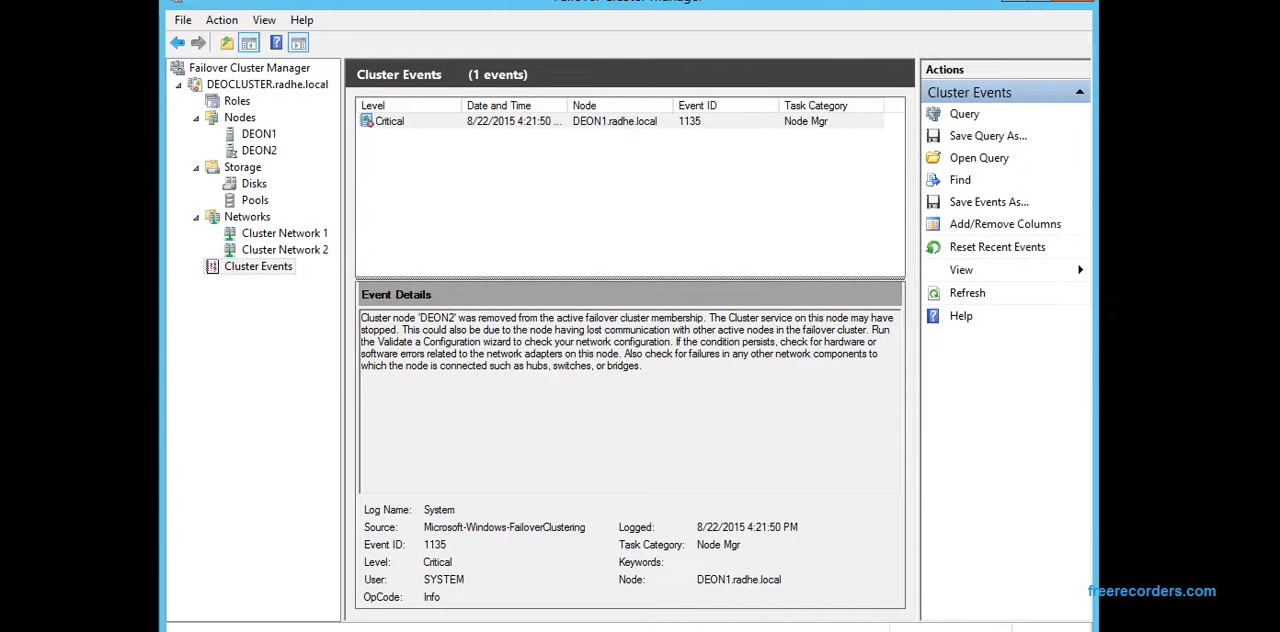 Failover Cluster Manager
File Action View Help
Failover Cluster Manager
DEOCLUSTER.radhe.local
Roles
Nodes
DEON1
DEON2
Storage
Disks
Pools
Networks
Cluster Network 1
Cluster Network 2
Cluster Events
Cluster Events (1 events)
Level Date and Time Node Event ID Task Category
Critical 8/22/2015 4:21:50 ... DEON1.radhe.local 1135 Node Mgr
Event Details
Cluster node 'DEON2' was removed from the active failover cluster membership. The Cluster service on this node may have
stopped. This could also be due to the node having lost communication with other active nodes in the failover cluster. Run
the Validate a Configuration wizard to check your network configuration. If the condition persists, check for hardware or
software errors related to the network adapters on this node. Also check for failures in any other network components to
which the node is connected such as hubs, switches, or bridges.
Log Name: System
Source: Microsoft-Windows-FailoverClustering Logged: 8/22/2015 4:21:50 PM
Event ID: 1135 Task Category: Node Mgr
Level: Critical Keywords:
User: SYSTEM Node: DEON1.radhe.local
OpCode: Info
Actions
Cluster Events
Query
Save Query As...
Open Query
Find
Save Events As...
Add/Remove Columns
Reset Recent Events
View
Refresh
Help
freerecorders.com